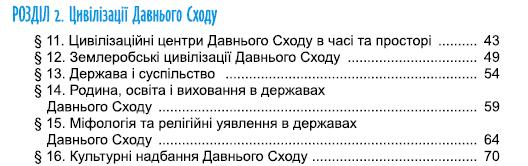 РОЗДІЛ 2. Цивілізації Давнього Сходу
§ 11. Цивілізаційні центри Давнього Сходу в часі та просторі .......... 43
§ 12. Землеробські цивілізації Давнього Сходу .............................. 49
§ 13. Держава і суспільство ........................................................ 54
§ 14. Родина, освіта і виховання в державах
Давнього Сходу ........................................................................ 59
§ 15. Міфологія та релігійні уявлення в державах
Давнього Сходу ........................................................................ 64
§ 16. Культурні надбання Давнього Сходу .................................... 70